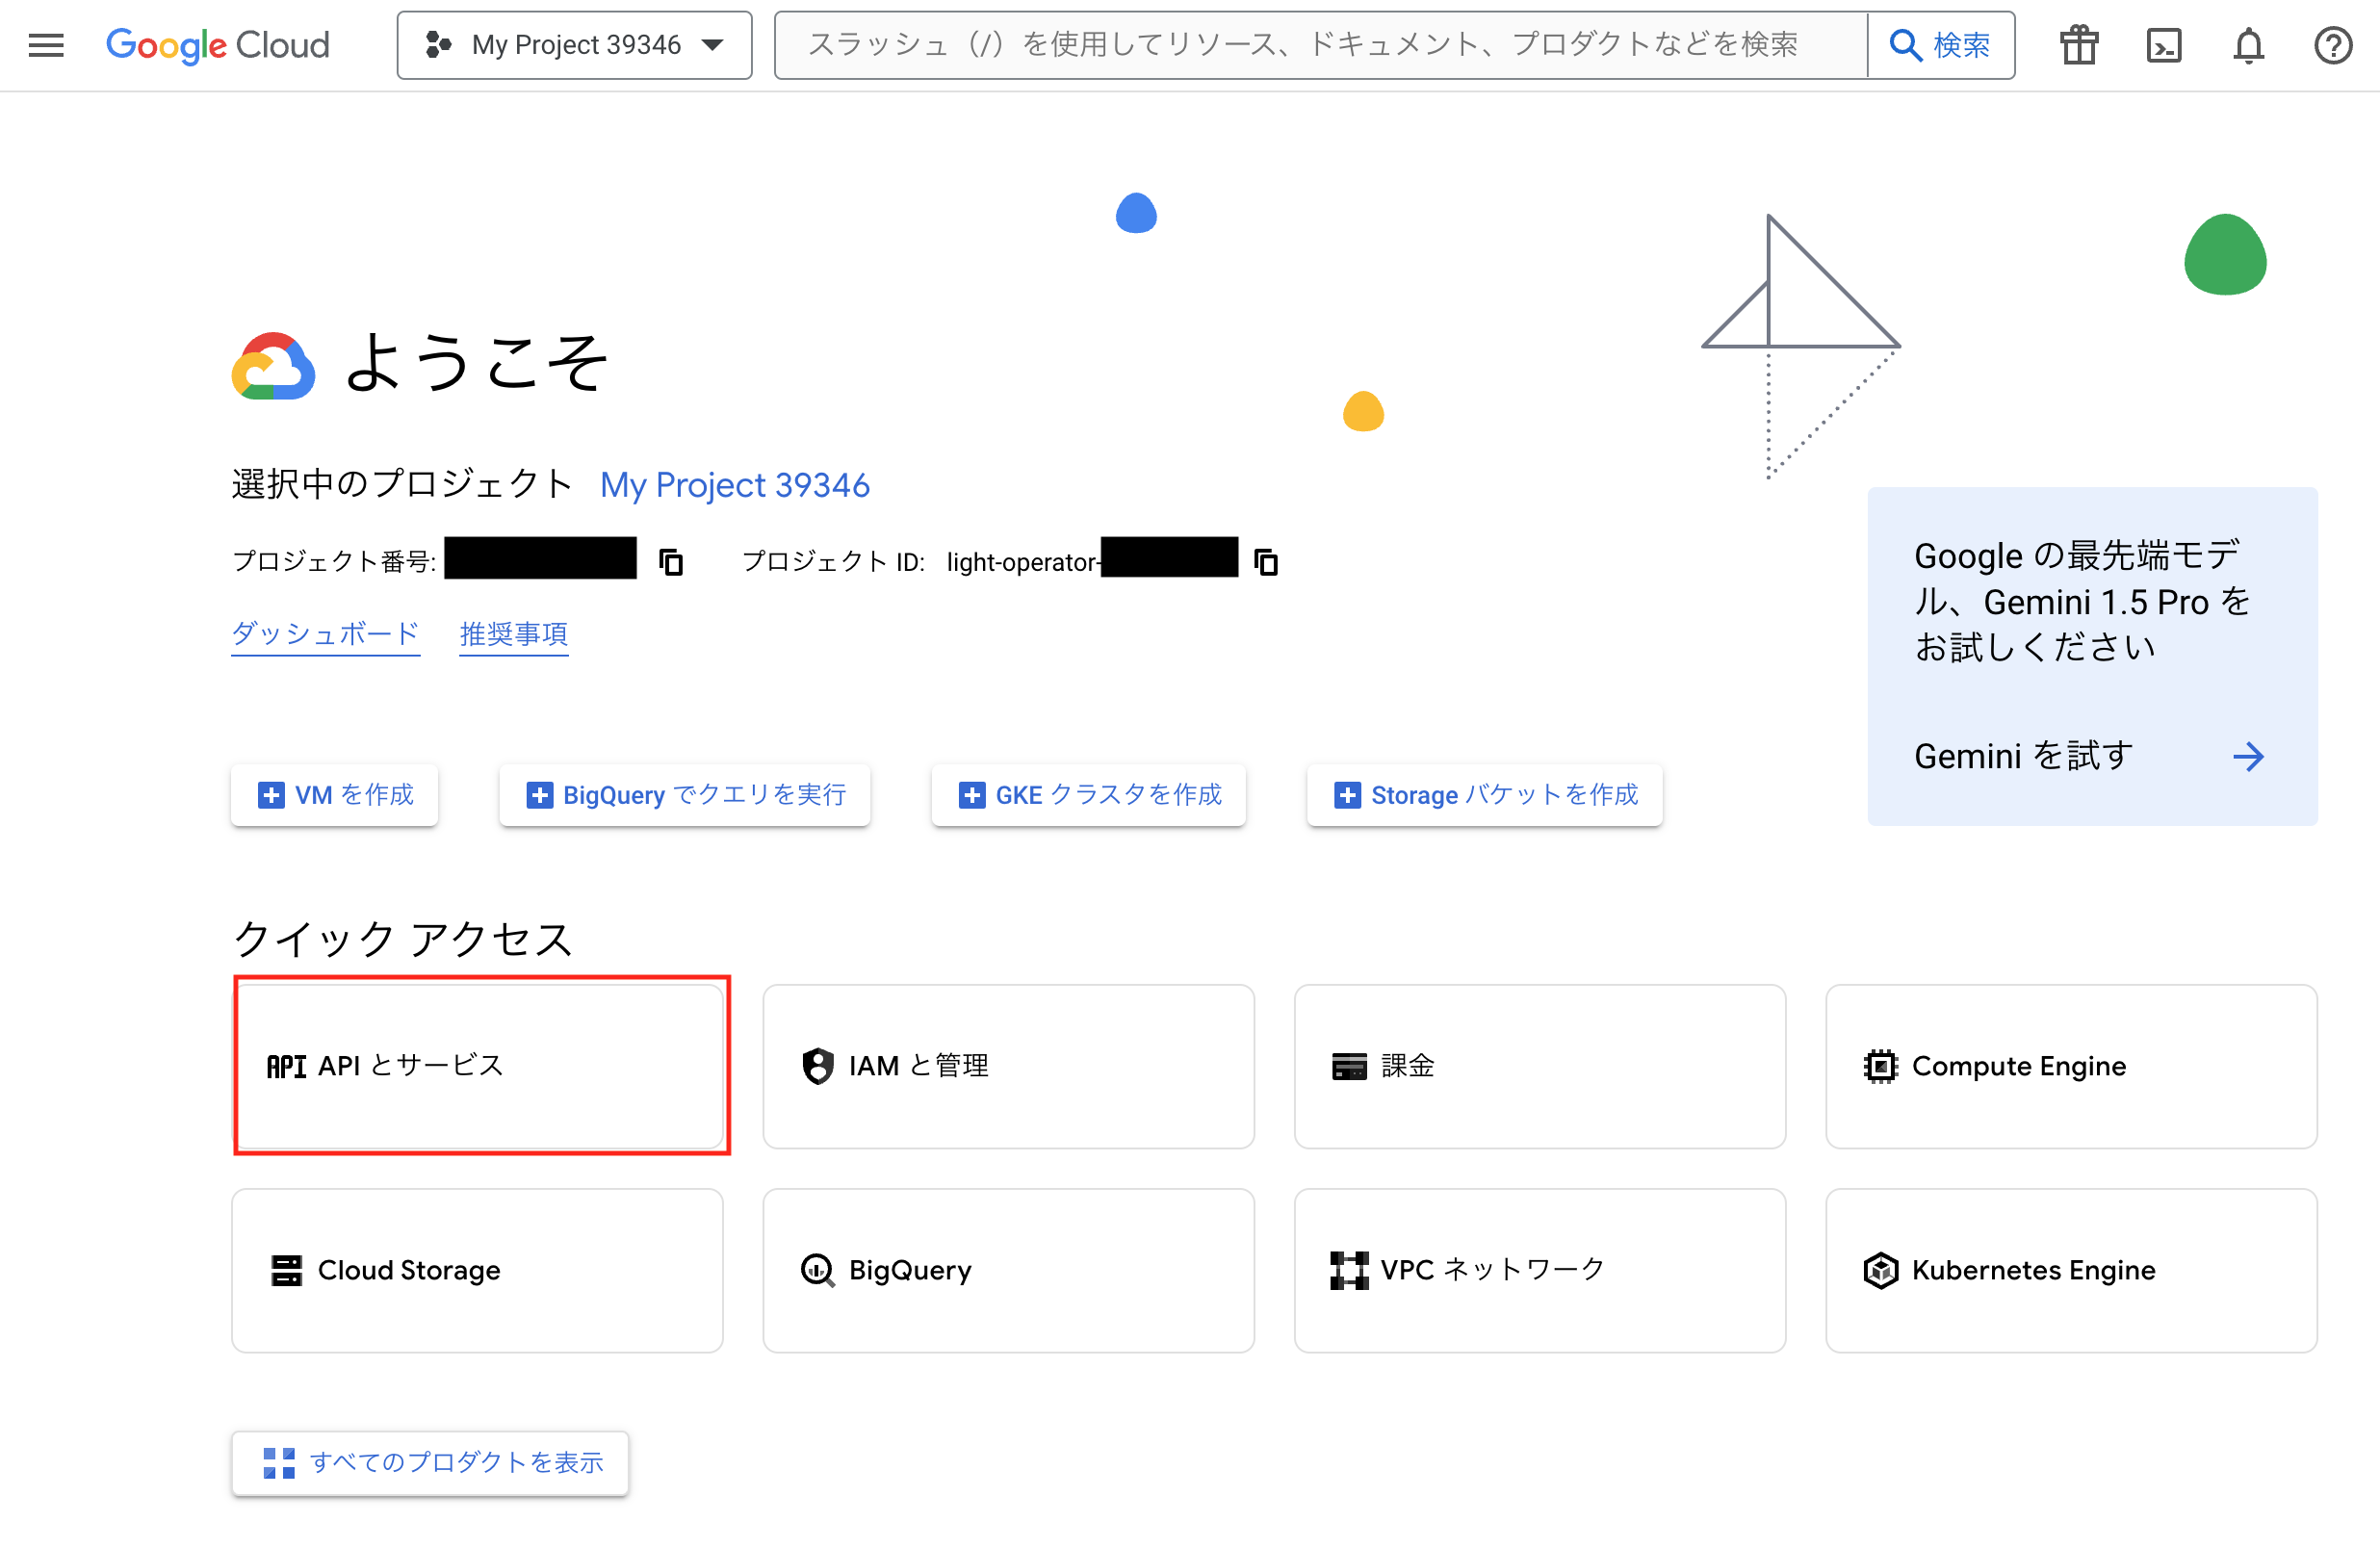 Google Cloud
My Project 39346
スラッシュ（/）を使用してリソース、ドキュメント、プロダクトなどを検索
検索
ようこそ
選択中のプロジェクト My Project 39346
プロジェクト番号:
プロジェクト ID: light-operator-
ダッシュボード 推奨事項
Google の最先端モデ
ル、Gemini 1.5 Pro を
お試しください
Gemini を試す
VM を作成
BigQuery でクエリを実行
GKE クラスタを作成
Storage バケットを作成
クイック アクセス
API API とサービス
IAM と管理
課金
Compute Engine
Cloud Storage
BigQuery
VPC ネットワーク
Kubernetes Engine
すべてのプロダクトを表示